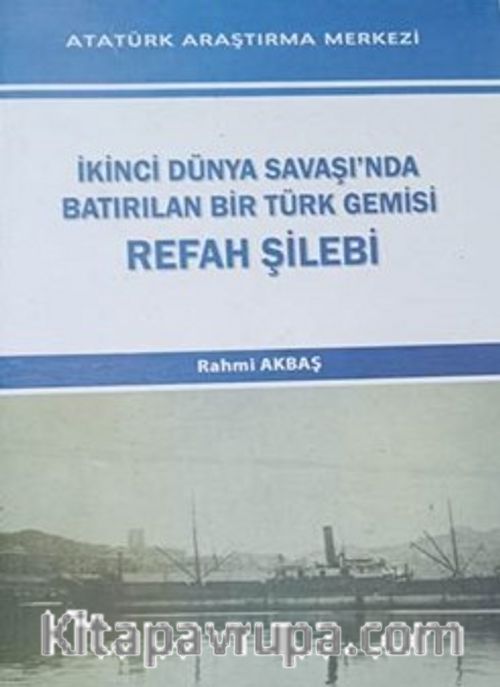 ATATÜRK ARAŞTIRMA MERKEZİ
İKİNCİ DÜNYA SAVAŞI'NDA
BATIRILAN BİR TÜRK GEMİSİ
REFAH ŞİLEBİ
Rahmi AKBAŞ
Kitapavrupa.com